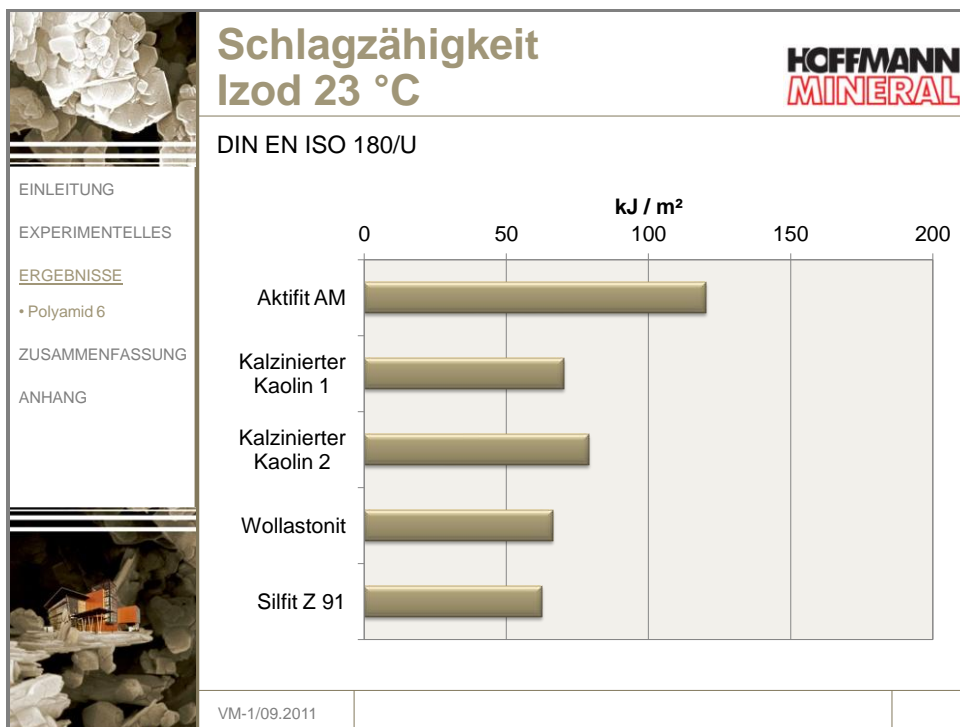 Schlagzähigkeit
Izod 23 °C
HOFFMANN
MINERAL
DIN EN ISO 180/U
EINLEITUNG
EXPERIMENTELLES
ERGEBNISSE
• Polyamid 6
ZUSAMMENFASSUNG
ANHANG
kJ / m²
0 50 100 150 200
Aktifit AM
Kalzinierter
Kaolin 1
Kalzinierter
Kaolin 2
Wollastonit
Silfit Z 91
VM-1/09.2011